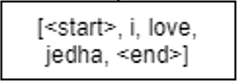 [<start>, i, love,
jedha, <end>]